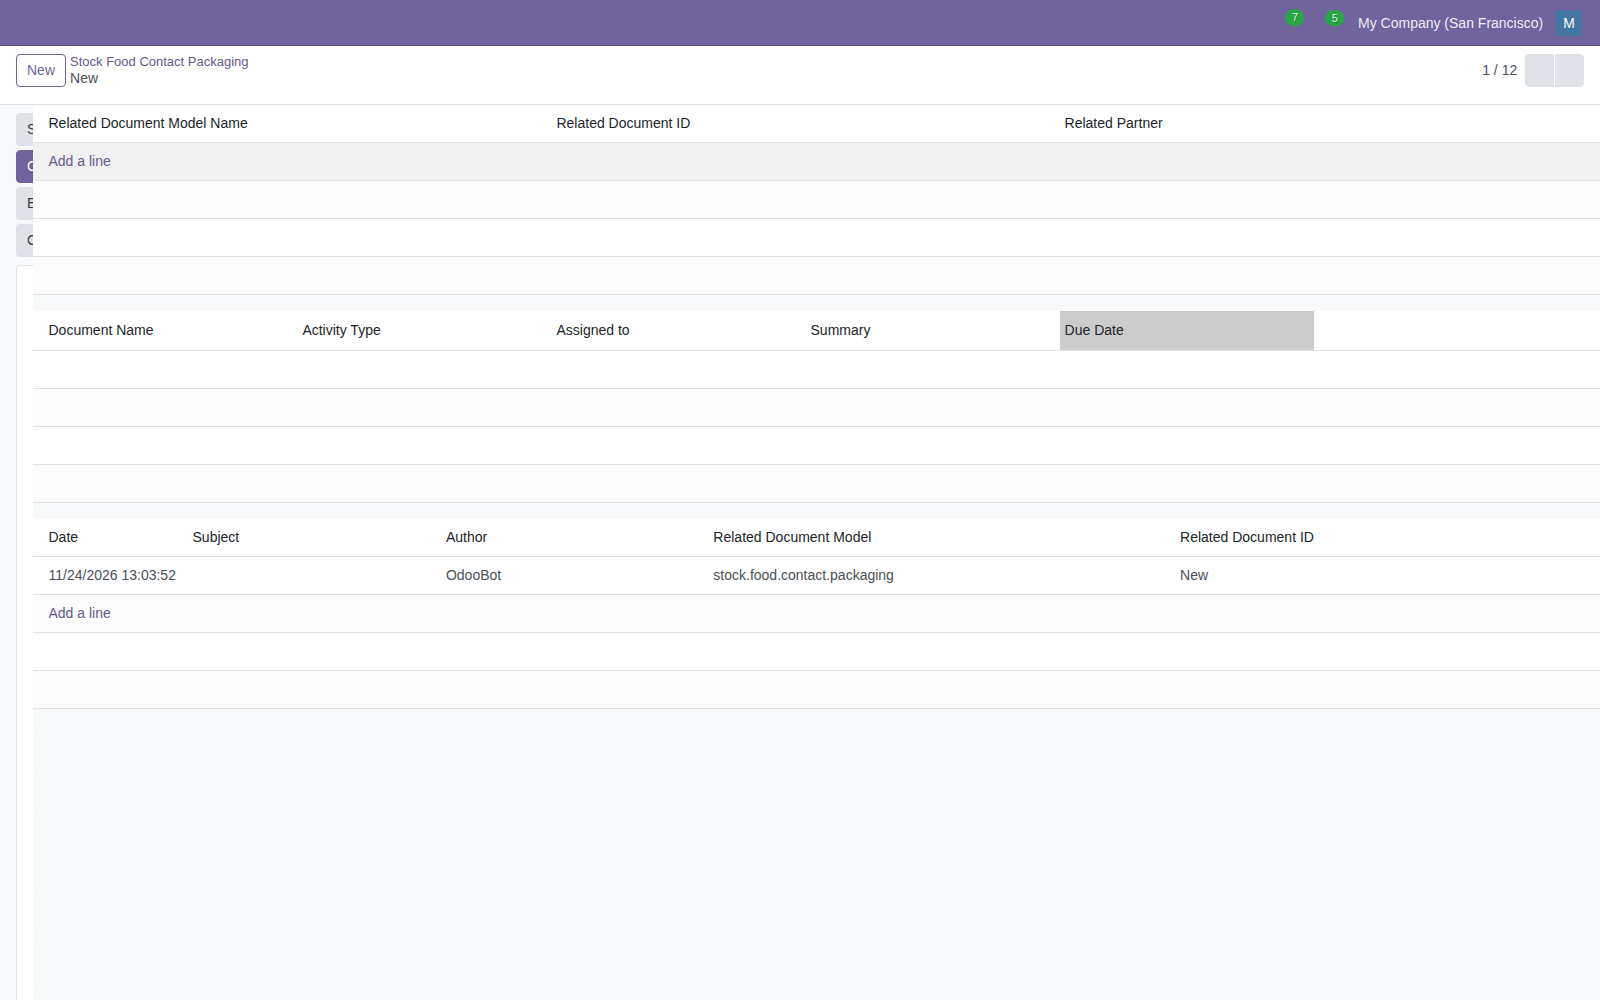 7 5 My Company (San Francisco) M
New Stock Food Contact Packaging
New
1 / 12
Related Document Model Name Related Document ID Related Partner
Add a line
Document Name Activity Type Assigned to Summary Due Date
Date Subject Author Related Document Model Related Document ID
11/24/2026 13:03:52 OdooBot stock.food.contact.packaging New
Add a line